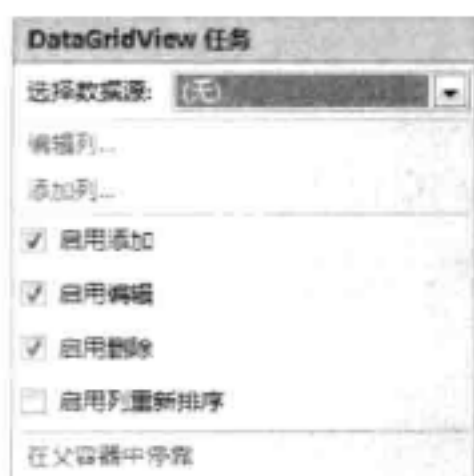 DataGridView 任务
选择数据源: (无)
编辑列...
添加列...
启用添加
启用编辑
启用删除
启用列重新排序
在父容器中停靠